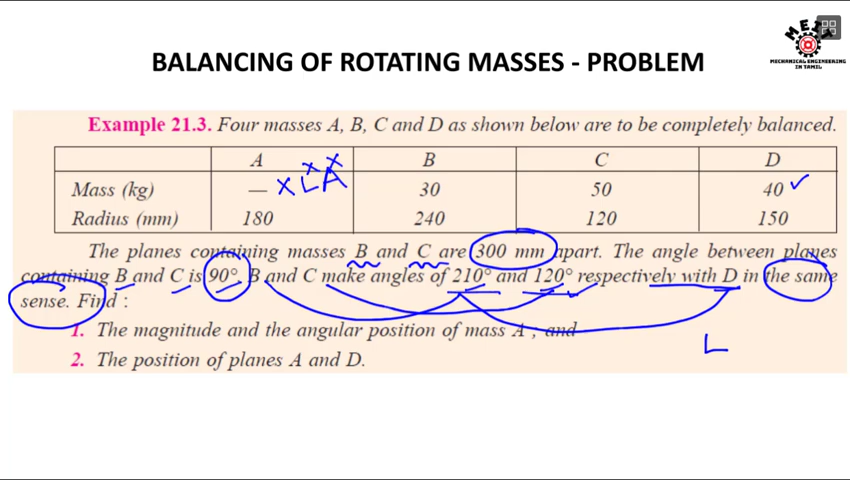 MEIT
MECHANICAL ENGINEERING
IN TAMIL
BALANCING OF ROTATING MASSES - PROBLEM
Example 21.3. Four masses A, B, C and D as shown below are to be completely balanced.
A B C D
Mass (kg) — 30 50 40
Radius (mm) 180 240 120 150
The planes containing masses B and C are 300 mm apart. The angle between planes
containing B and C is 90°. B and C make angles of 210° and 120° respectively with D in the same
sense. Find :
1. The magnitude and the angular position of mass A ; and
2. The position of planes A and D.